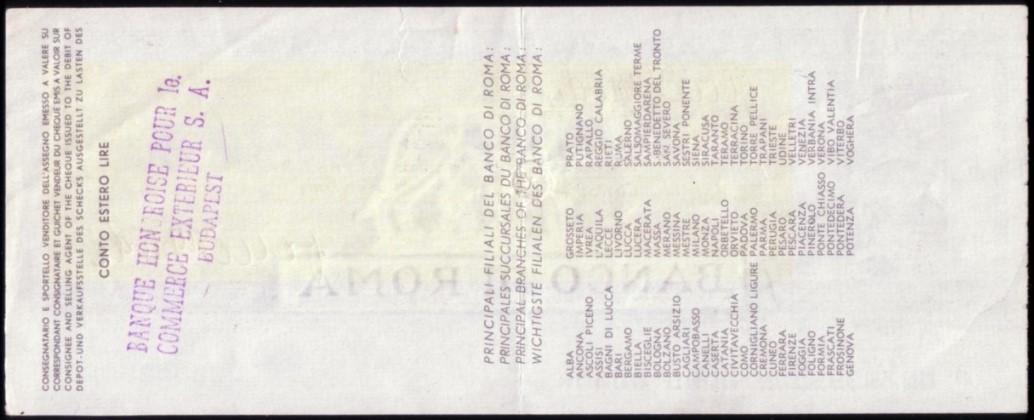 CONSEGNATARIO E SPORTELLO VENDITORE DELL'ASSEGNO EMESSO A VALERE SU
CORRESPONDANT CONSIGNATAIRE ET GUICHET VENDEUR DU CHEQUE EMIS A VALOIR SUR
CONSIGNEE AND SELLING AGENT OF THE CHEQUE ISSUED TO THE DEBIT OF
DEPOT-UND VERKAUFSSTELLE DES SCHECKS AUSGESTELLT ZU LASTEN DES
CONTO ESTERO LIRE
BANQUE HONGROISE POUR le.
COMMERCE EXTERIEUR S. A.
BUDAPEST
PRINCIPALI FILIALI DEL BANCO DI ROMA:
PRINCIPALES SUCCURSALES DU BANCO DI ROMA:
PRINCIPAL BRANCHES OF THE BANCO DI ROMA:
WICHTIGSTE FILIALEN DES BANCO DI ROMA:
ALBA GROSSETO PRATO
ANCONA IMPERIA PUTIGNANO
ASCOLI PICENO IVREA RAPALLO
ASSISI L'AQUILA REGGIO CALABRIA
BAGNI DI LUCCA LECCE RIETI
BARI LIVORNO ROMA
BERGAMO LUCCA SALERNO
BIELLA LUCERA SALSOMAGGIORE TERME
BISCEGLIE MACERATA SAMPIERDARENA
BOLOGNA MASSA S.BENEDETTO DEL TRONTO
BOLZANO MERANO SAN SEVERO
BUSTO ARSIZIO MESSINA SAVONA
CAGLIARI MESTRE SESTRI PONENTE
CAMPOBASSO MILANO SIENA
CANELLI MONZA SIRACUSA
CASERTA NAPOLI TARANTO
CATANIA ORBETELLO TERAMO
CIVITAVECCHIA ORVIETO TERRACINA
COMO PADOVA TORINO
CORNIGLIANO LIGURE PALERMO TORRE PELLICE
CREMONA PARMA TRAPANI
CUNEO PERUGIA TRIESTE
FERRARA PESARO UDINE
FIRENZE PESCARA VELLETRI
FOGGIA PIACENZA VENEZIA
FOLIGNO PINEROLO VERBANIA INTRA
FORMIA PONTE CHIASSO VERONA
FRASCATI PONTEDECIMO VIBO VALENTIA
FROSINONE PONTEDERA VITERBO
GENOVA POTENZA VOGHERA